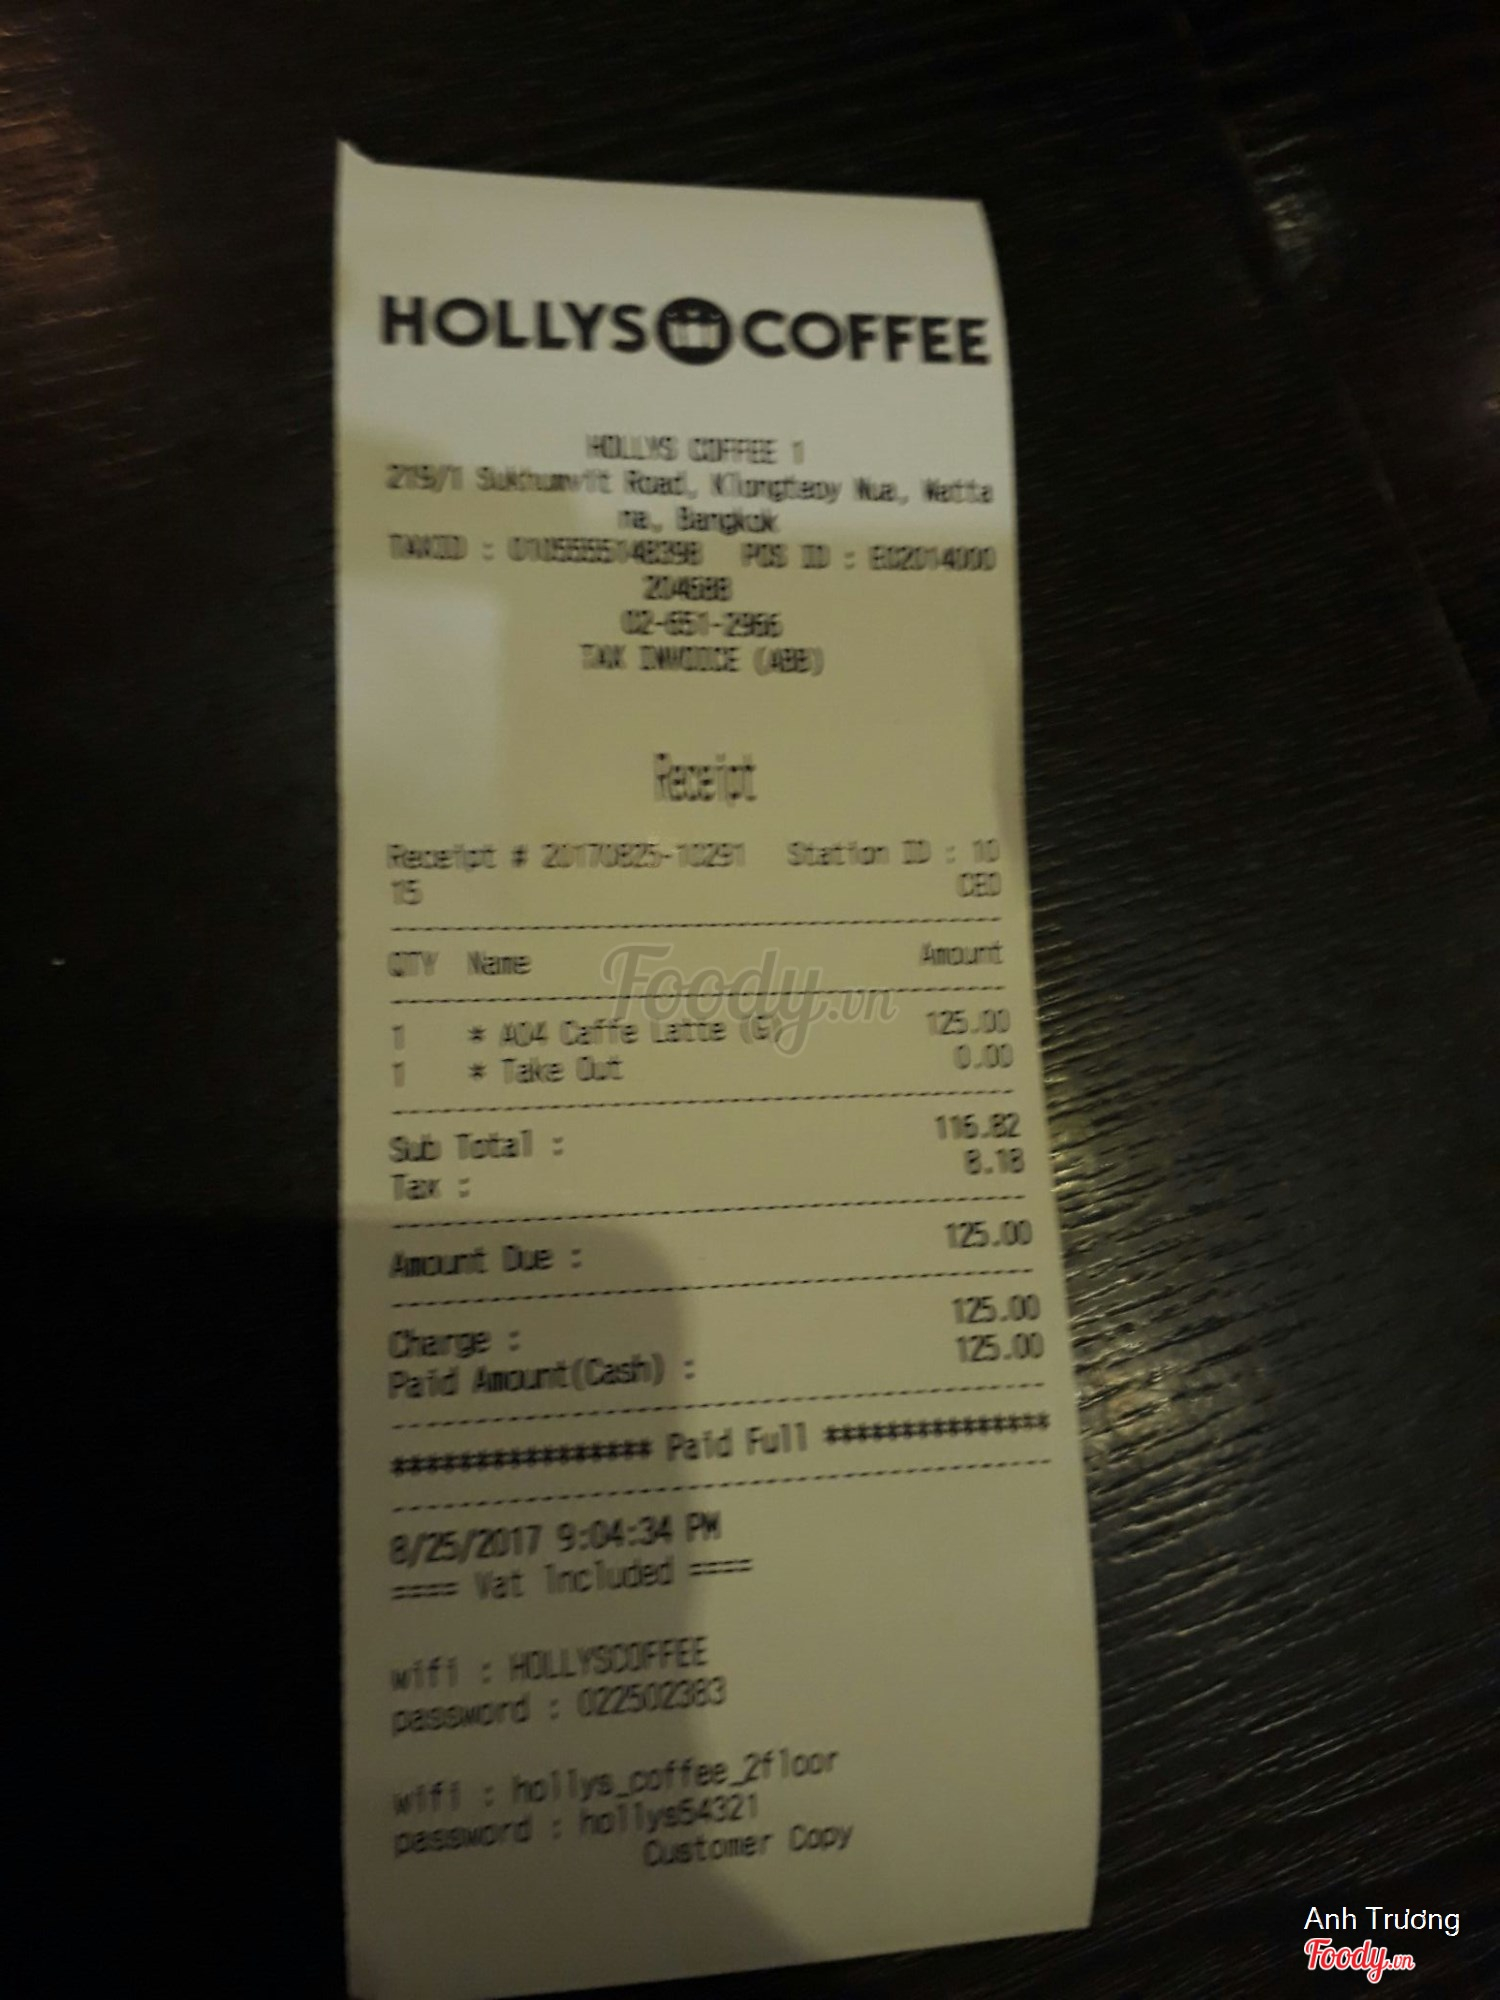 HOLLYS COFFEE
HOLLYS COFFEE 1
219/1 Sukhumvit Road, Klongtaoy Nua, Watta
na, Bangkok
TAXID : 0105555148398 POS ID : E02014000
204688
02-651-2966
TAX INVOICE (ABB)
Receipt
Receipt # 20170825-10291 Station ID : 10
15 CBD
QTY Name Amount
1 * A04 Caffe Latte (G) 125.00
1 * Take Out 0.00
Sub Total : 116.82
Tax : 8.18
Amount Due : 125.00
Charge : 125.00
Paid Amount(Cash) : 125.00
**************** Paid Full ***************
8/25/2017 9:04:34 PM
==== Vat Included ====
wifi : HOLLYSCOFFEE
password : 022502383
wifi : hollys_coffee_2floor
password : hollys54321
Customer Copy
Foody.vn
Anh Trương
Foody.vn